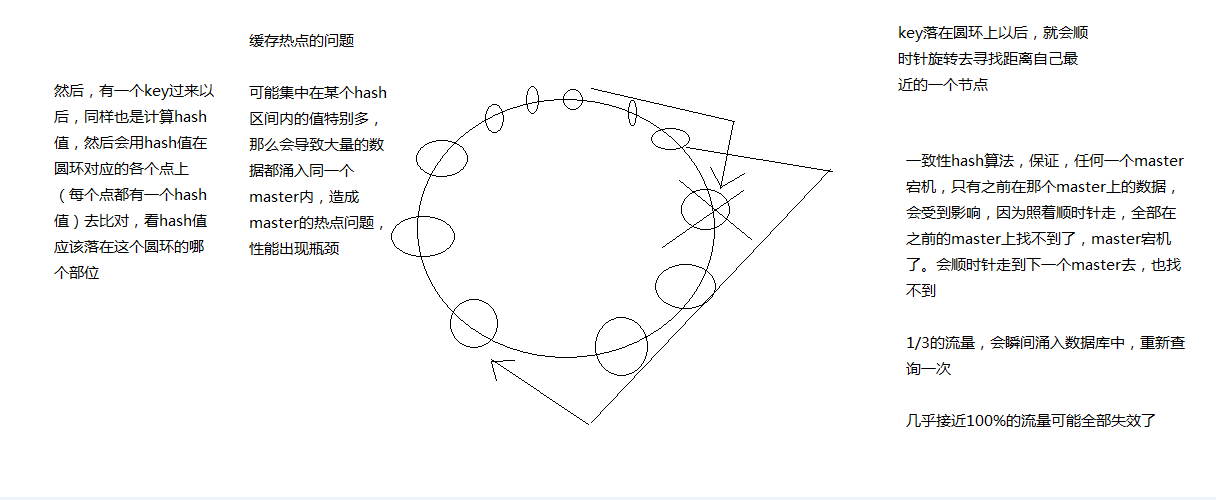 缓存热点的问题
然后，有一个key过来以
后，同样也是计算hash
值，然后会用hash值在
圆环对应的各个点上
（每个点都有一个hash
值）去比对，看hash值
应该落在这个圆环的哪
个部位
可能集中在某个hash
区间内的值特别多，
那么会导致大量的数
据都涌入同一个
master内，造成
master的热点问题，
性能出现瓶颈
key落在圆环上以后，就会顺
时针旋转去寻找距离自己最
近的一个节点
一致性hash算法，保证，任何一个master
宕机，只有之前在那个master上的数据，
会受到影响，因为照着顺时针走，全部在
之前的master上找不到了，master宕机
了。会顺时针走到下一个master去，也找
不到
1/3的流量，会瞬间涌入数据库中，重新查
询一次
几乎接近100%的流量可能全部失效了